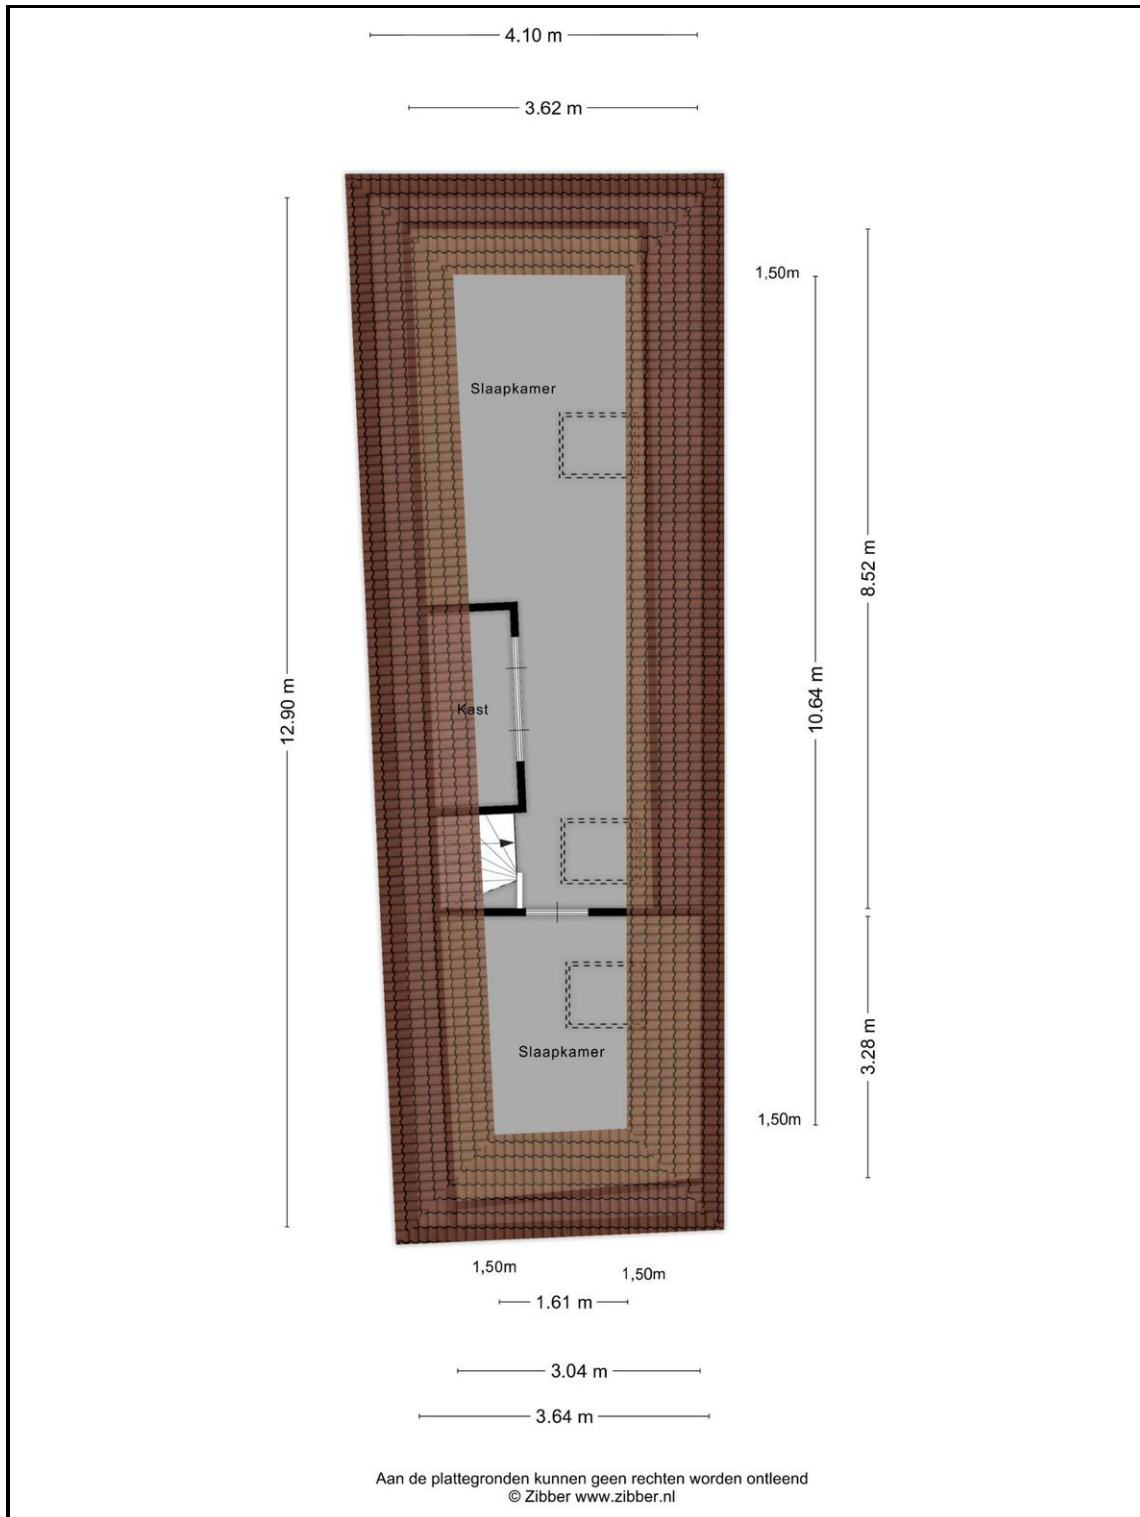 4.10 m
3.62 m
1,50m
Slaapkamer
8.52 m
10.64 m
12.90 m
Kast
3.28 m
Slaapkamer
1,50m
1,50m
1,50m
1.61 m
3.04 m
3.64 m
Aan de plattegronden kunnen geen rechten worden ontleend
© Zibber www.zibber.nl